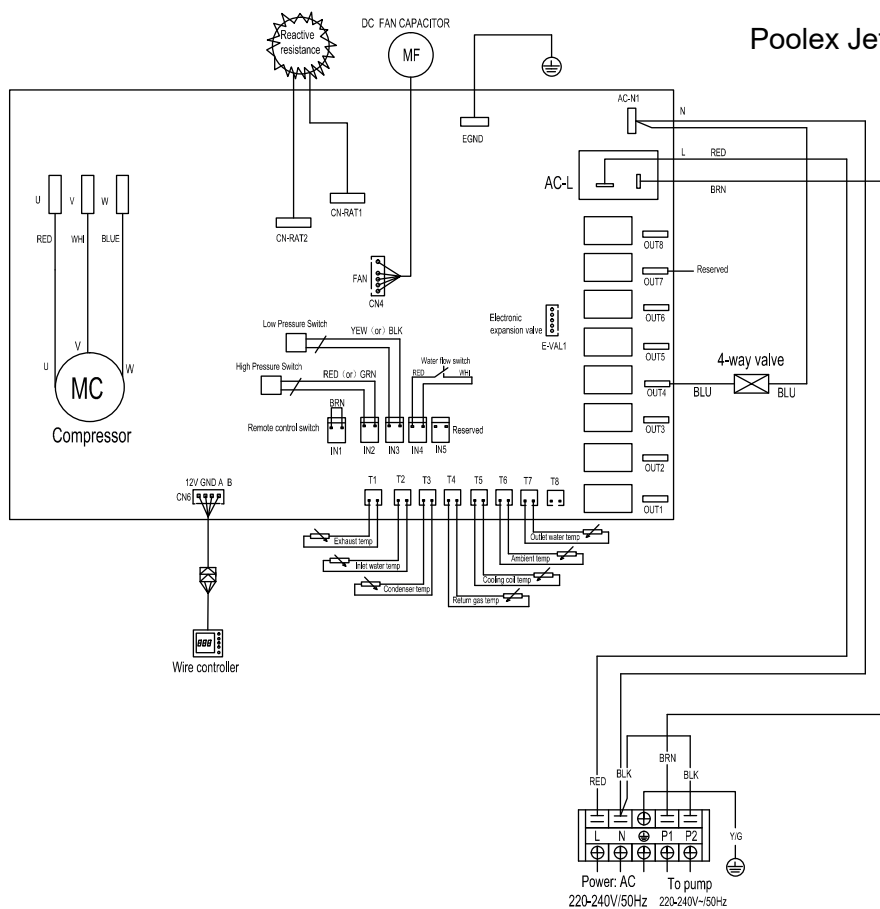 Poolex Jet
DC FAN CAPACITOR
Reactive
resistance
MF
EGND
AC-N1
N
L
RED
AC-L
BRN
U
V
W
RED
WHI
BLUE
CN-RAT1
CN-RAT2
OUT8
OUT7
Reserved
FAN
CN4
OUT6
Electronic
expansion valve
E-VAL1
Low Pressure Switch
YEW (or) BLK
OUT5
V
U
W
MC
Compressor
High Pressure Switch
RED (or) GRN
Water flow switch
RED
WHI
4-way valve
OUT4
BLU
BLU
BRN
Remote control switch
IN1
IN2
IN3
IN4
IN5
Reserved
OUT3
OUT2
12V GND A B
CN6
T1
T2
T3
T4
T5
T6
T7
T8
OUT1
Exhaust temp
Outlet water temp
Inlet water temp
Ambient temp
Condenser temp
Cooling coil temp
Return gas temp
888
Wire controller
RED
BLK
BRN
BLK
L
N
P1
P2
Y/G
Power: AC
220-240V/50Hz
To pump
220-240V~/50Hz